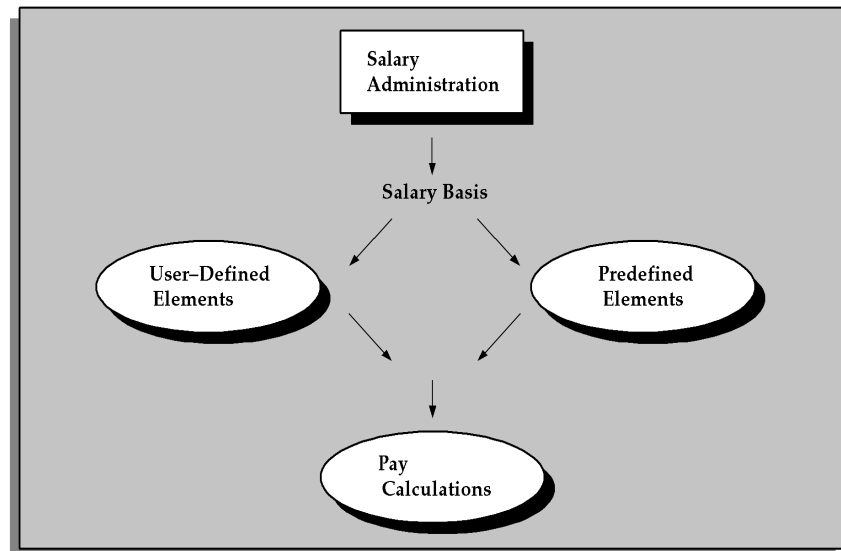 Salary
Administration
Salary Basis
User–Defined
Elements
Predefined
Elements
Pay
Calculations